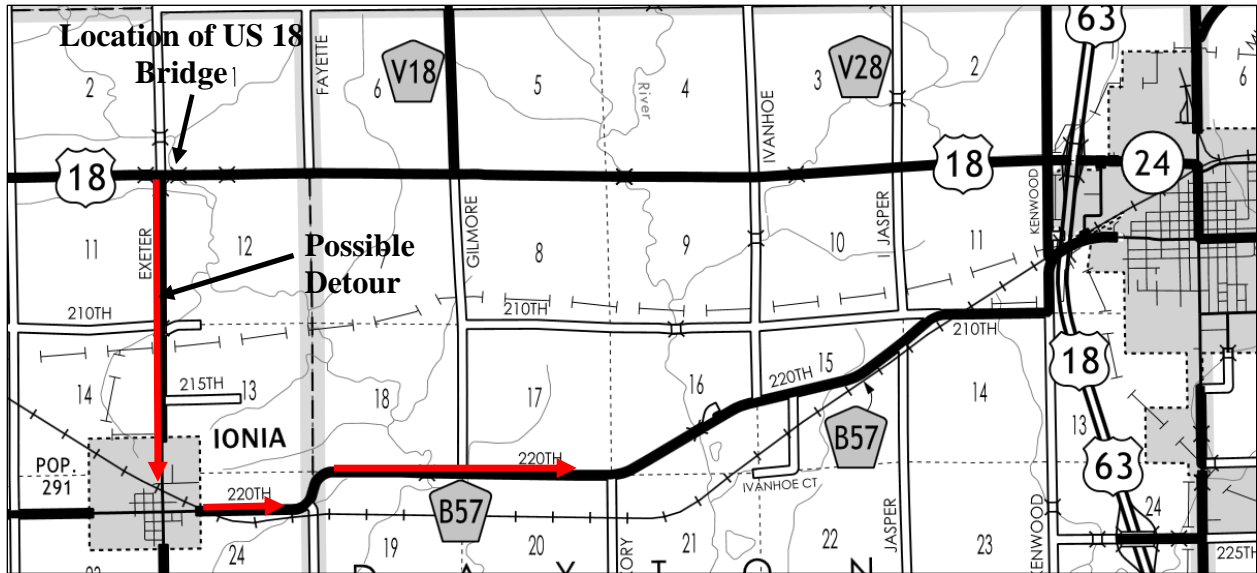 Location of US 18
Bridge
63
2
FAYETTE
6
V18
5
River
4
IVANHOE
3
V28
2
6
18
18
24
KENWOOD
11
EXETER
12
Possible
Detour
7
GILMORE
8
9
10
JASPER
11
210TH
210TH
210TH
14
215TH
13
18
17
16
220TH
15
14
18
13
IONIA
POP.
291
220TH
220TH
B57
B57
IVANHOE CT.
63
24
19
20
21
22
JASPER
23
KENWOOD
24
225TH
D A Y T O N